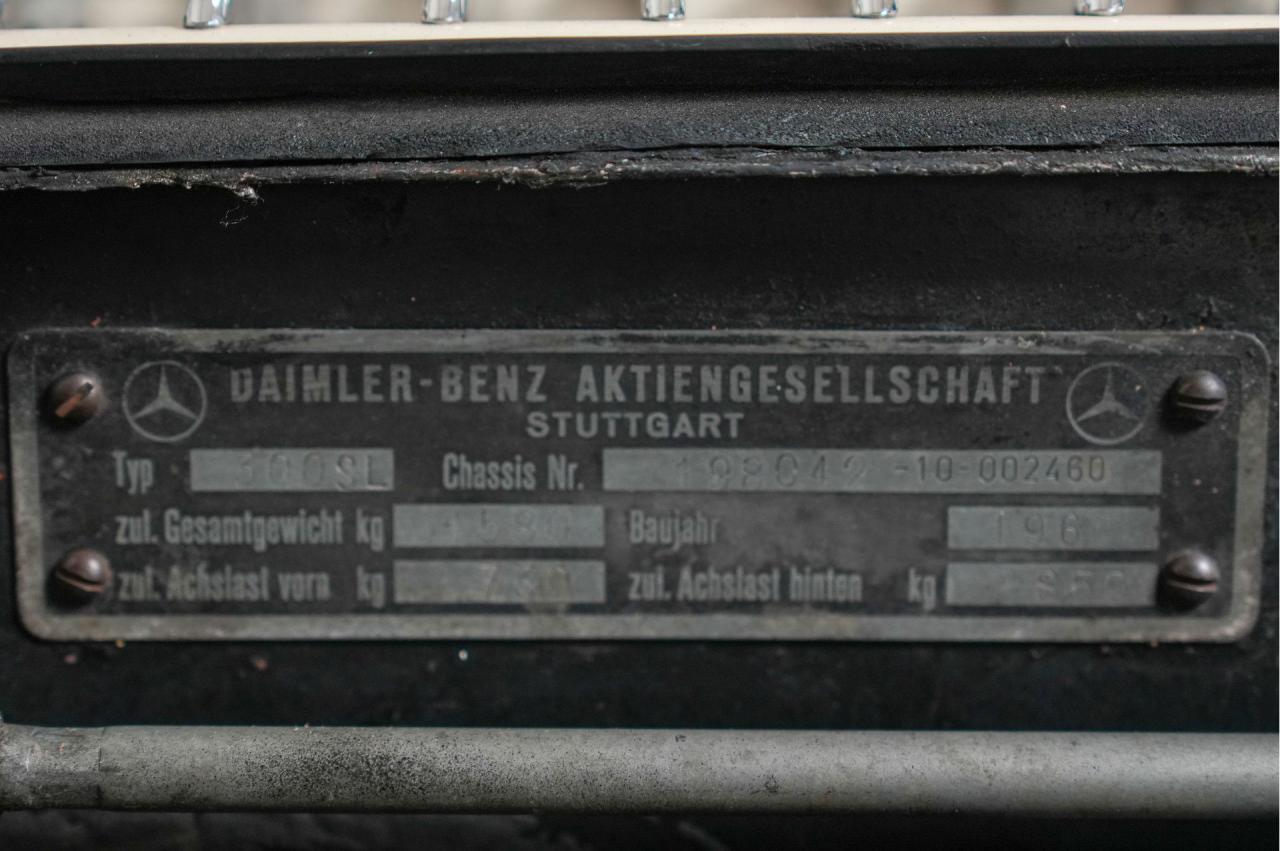 DAIMLER-BENZ AKTIENGESELLSCHAFT
STUTTGART
Typ 300SL Chassis Nr. 198042-10-002460
zul. Gesamtgewicht kg Baujahr
zul. Achslast vorn kg zul. Achslast hinten kg